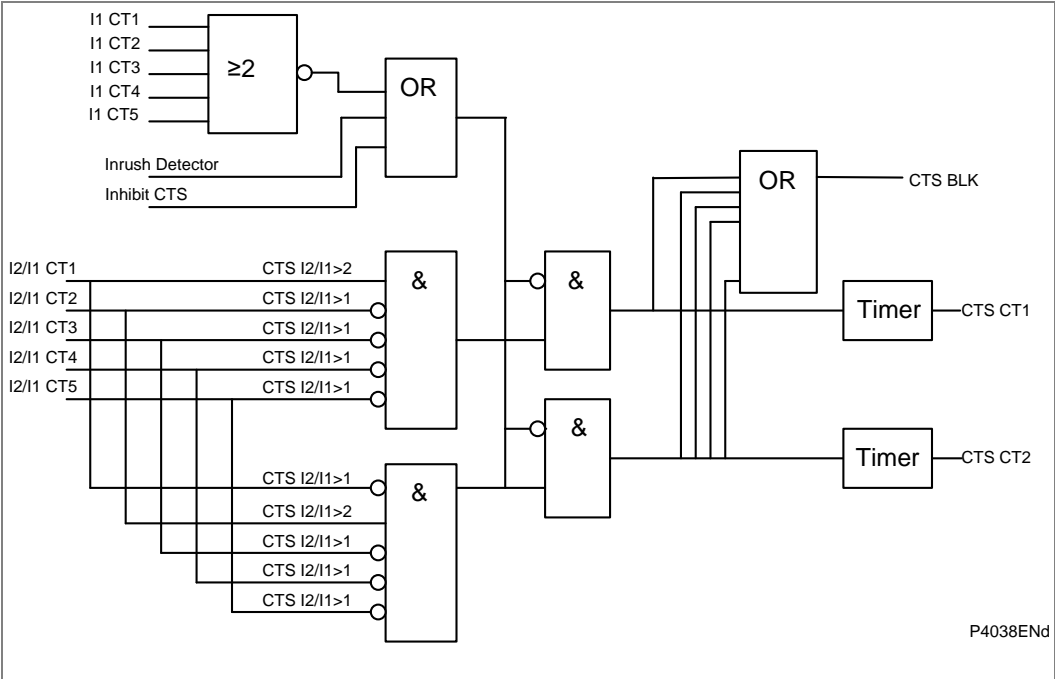 I1 CT1
I1 CT2
I1 CT3
I1 CT4
I1 CT5
≥2
OR
Inrush Detector
Inhibit CTS
OR
CTS BLK
I2/I1 CT1
I2/I1 CT2
I2/I1 CT3
I2/I1 CT4
I2/I1 CT5
CTS I2/I1>2
CTS I2/I1>1
CTS I2/I1>1
CTS I2/I1>1
CTS I2/I1>1
&
&
Timer
CTS CT1
CTS I2/I1>1
CTS I2/I1>2
CTS I2/I1>1
CTS I2/I1>1
CTS I2/I1>1
&
&
Timer
CTS CT2
P4038ENd